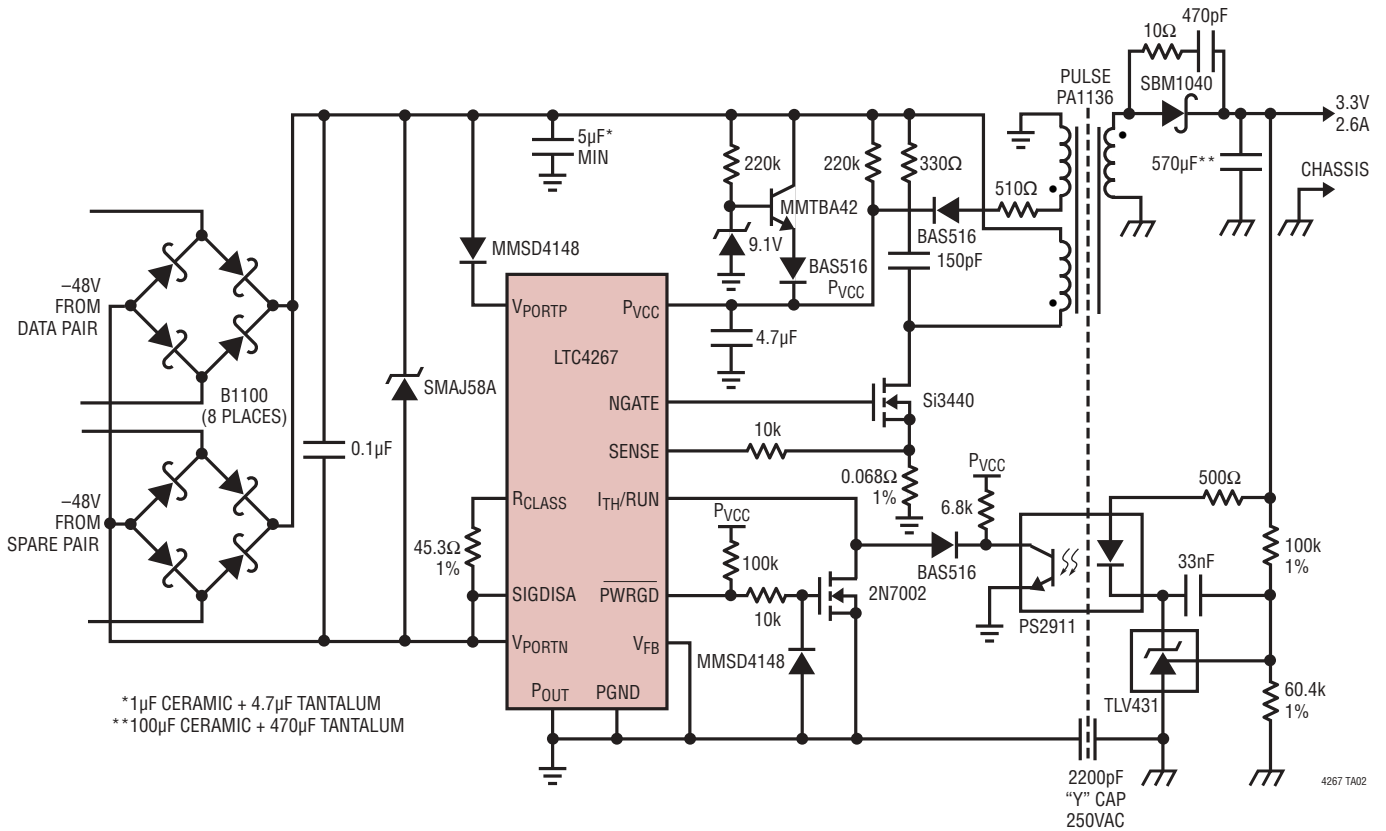 470pF
10Ω
PULSE
PA1136
SBM1040
3.3V
2.6A
5µF*
MIN
220k
220k
330Ω
510Ω
570µF**
CHASSIS
MMTBA42
MMSD4148
9.1V
BAS516
PVCC
BAS516
150pF
–48V
FROM
DATA PAIR
VPORTP
PVCC
4.7µF
LTC4267
B1100
(8 PLACES)
SMAJ58A
NGATE
Si3440
0.1µF
SENSE
10k
0.068Ω
1%
PVCC
500Ω
–48V
FROM
SPARE PAIR
RCLASS
ITH/RUN
PVCC
6.8k
45.3Ω
1%
100k
BAS516
33nF
100k
1%
SIGDISA
PWRGD
10k
2N7002
PS2911
VPORTN
VFB
MMSD4148
TLV431
60.4k
1%
POUT
PGND
*1µF CERAMIC + 4.7µF TANTALUM
**100µF CERAMIC + 470µF TANTALUM
2200pF
“Y” CAP
250VAC
4267 TA02